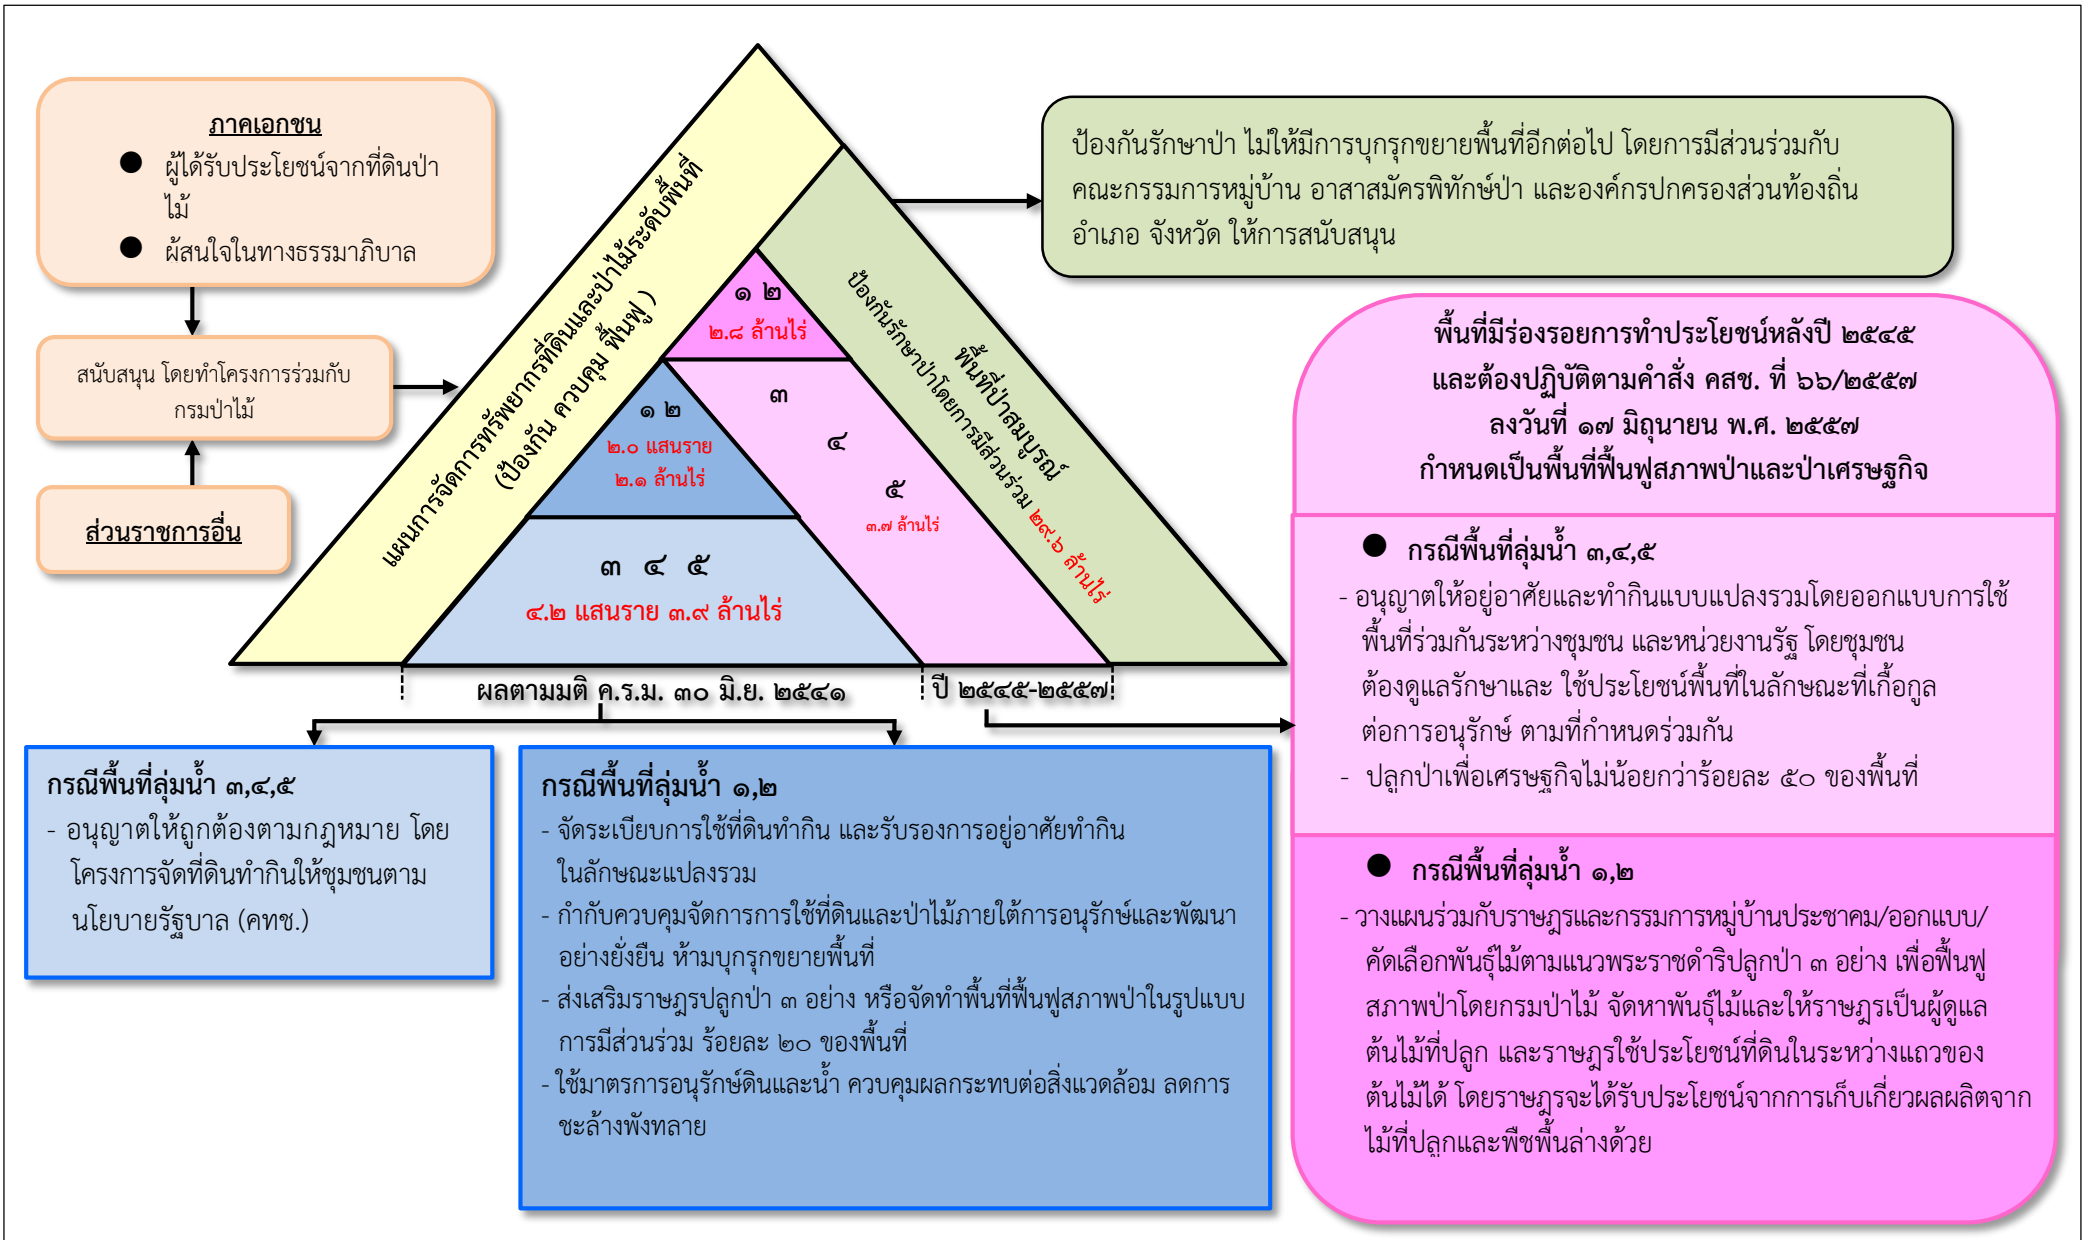 ภาคเอกชน
● ผู้ได้รับประโยชน์จากที่ดินป่า
ไม้
● ผู้สนใจในทางธรรมาภิบาล
สนับสนุน โดยทำโครงการร่วมกับ
กรมป่าไม้
ส่วนราชการอื่น
แผนการจัดการทรัพยากรที่ดินและป่าไม้ระดับพื้นที่
(ป้องกัน ควบคุม ฟื้นฟู )
๑ ๒
๒.๘ ล้านไร่
๑ ๒
๒.๐ แสนราย
๒.๑ ล้านไร่
๓
๔
๕
๓.๗ ล้านไร่
๓ ๔ ๕
๔.๒ แสนราย ๓.๙ ล้านไร่
พื้นที่ป่าสมบูรณ์
ป้องกันรักษาป่าโดยการมีส่วนร่วม ๒๙.๖ ล้านไร่
ผลตามมติ ค.ร.ม. ๓๐ มิ.ย. ๒๕๔๑
ปี ๒๕๔๕-๒๕๕๗
ป้องกันรักษาป่า ไม่ให้มีการบุกรุกขยายพื้นที่อีกต่อไป โดยการมีส่วนร่วมกับ
คณะกรรมการหมู่บ้าน อาสาสมัครพิทักษ์ป่า และองค์กรปกครองส่วนท้องถิ่น
อำเภอ จังหวัด ให้การสนับสนุน
กรณีพื้นที่ลุ่มน้ำ ๓,๔,๕
- อนุญาตให้ถูกต้องตามกฎหมาย โดย
โครงการจัดที่ดินทำกินให้ชุมชนตาม
นโยบายรัฐบาล (คทช.)
กรณีพื้นที่ลุ่มน้ำ ๑,๒
- จัดระเบียบการใช้ที่ดินทำกิน และรับรองการอยู่อาศัยทำกิน
ในลักษณะแปลงรวม
- กำกับควบคุมจัดการการใช้ที่ดินและป่าไม้ภายใต้การอนุรักษ์และพัฒนา
อย่างยั่งยืน ห้ามบุกรุกขยายพื้นที่
- ส่งเสริมราษฎรปลูกป่า ๓ อย่าง หรือจัดทำพื้นที่ฟื้นฟูสภาพป่าในรูปแบบ
การมีส่วนร่วม ร้อยละ ๒๐ ของพื้นที่
- ใช้มาตรการอนุรักษ์ดินและน้ำ ควบคุมผลกระทบต่อสิ่งแวดล้อม ลดการ
ชะล้างพังทลาย
พื้นที่มีร่องรอยการทำประโยชน์หลังปี ๒๕๔๕
และต้องปฏิบัติตามคำสั่ง คสช. ที่ ๖๖/๒๕๕๗
ลงวันที่ ๑๗ มิถุนายน พ.ศ. ๒๕๕๗
กำหนดเป็นพื้นที่ฟื้นฟูสภาพป่าและป่าเศรษฐกิจ
● กรณีพื้นที่ลุ่มน้ำ ๓,๔,๕
- อนุญาตให้อยู่อาศัยและทำกินแบบแปลงรวมโดยออกแบบการใช้
พื้นที่ร่วมกันระหว่างชุมชน และหน่วยงานรัฐ โดยชุมชน
ต้องดูแลรักษาและ ใช้ประโยชน์พื้นที่ในลักษณะที่เกื้อกูล
ต่อการอนุรักษ์ ตามที่กำหนดร่วมกัน
- ปลูกป่าเพื่อเศรษฐกิจไม่น้อยกว่าร้อยละ ๕๐ ของพื้นที่
● กรณีพื้นที่ลุ่มน้ำ ๑,๒
- วางแผนร่วมกับราษฎรและกรรมการหมู่บ้านประชาคม/ออกแบบ/
คัดเลือกพันธุ์ไม้ตามแนวพระราชดำริปลูกป่า ๓ อย่าง เพื่อฟื้นฟู
สภาพป่าโดยกรมป่าไม้ จัดหาพันธุ์ไม้และให้ราษฎรเป็นผู้ดูแล
ต้นไม้ที่ปลูก และราษฎรใช้ประโยชน์ที่ดินในระหว่างแถวของ
ต้นไม้ได้ โดยราษฎรจะได้รับประโยชน์จากการเก็บเกี่ยวผลผลิตจาก
ไม้ที่ปลูกและพืชพื้นล่างด้วย